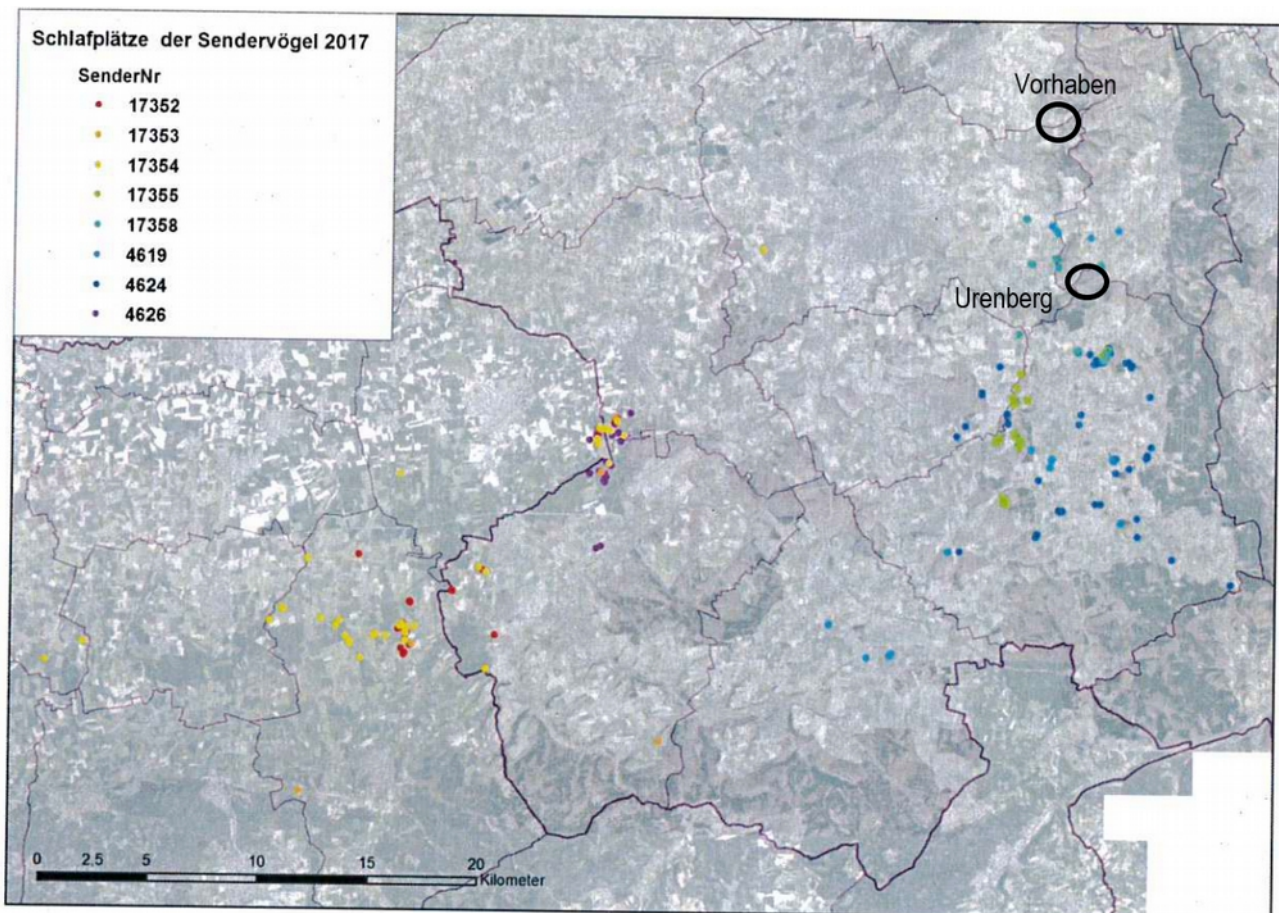 Schlafplätze der Sendervögel 2017
SenderNr
17352
17353
17354
17355
17358
4619
4624
4626
Vorhaben
Urenberg
0 2.5 5 10 15 20
Kilometer